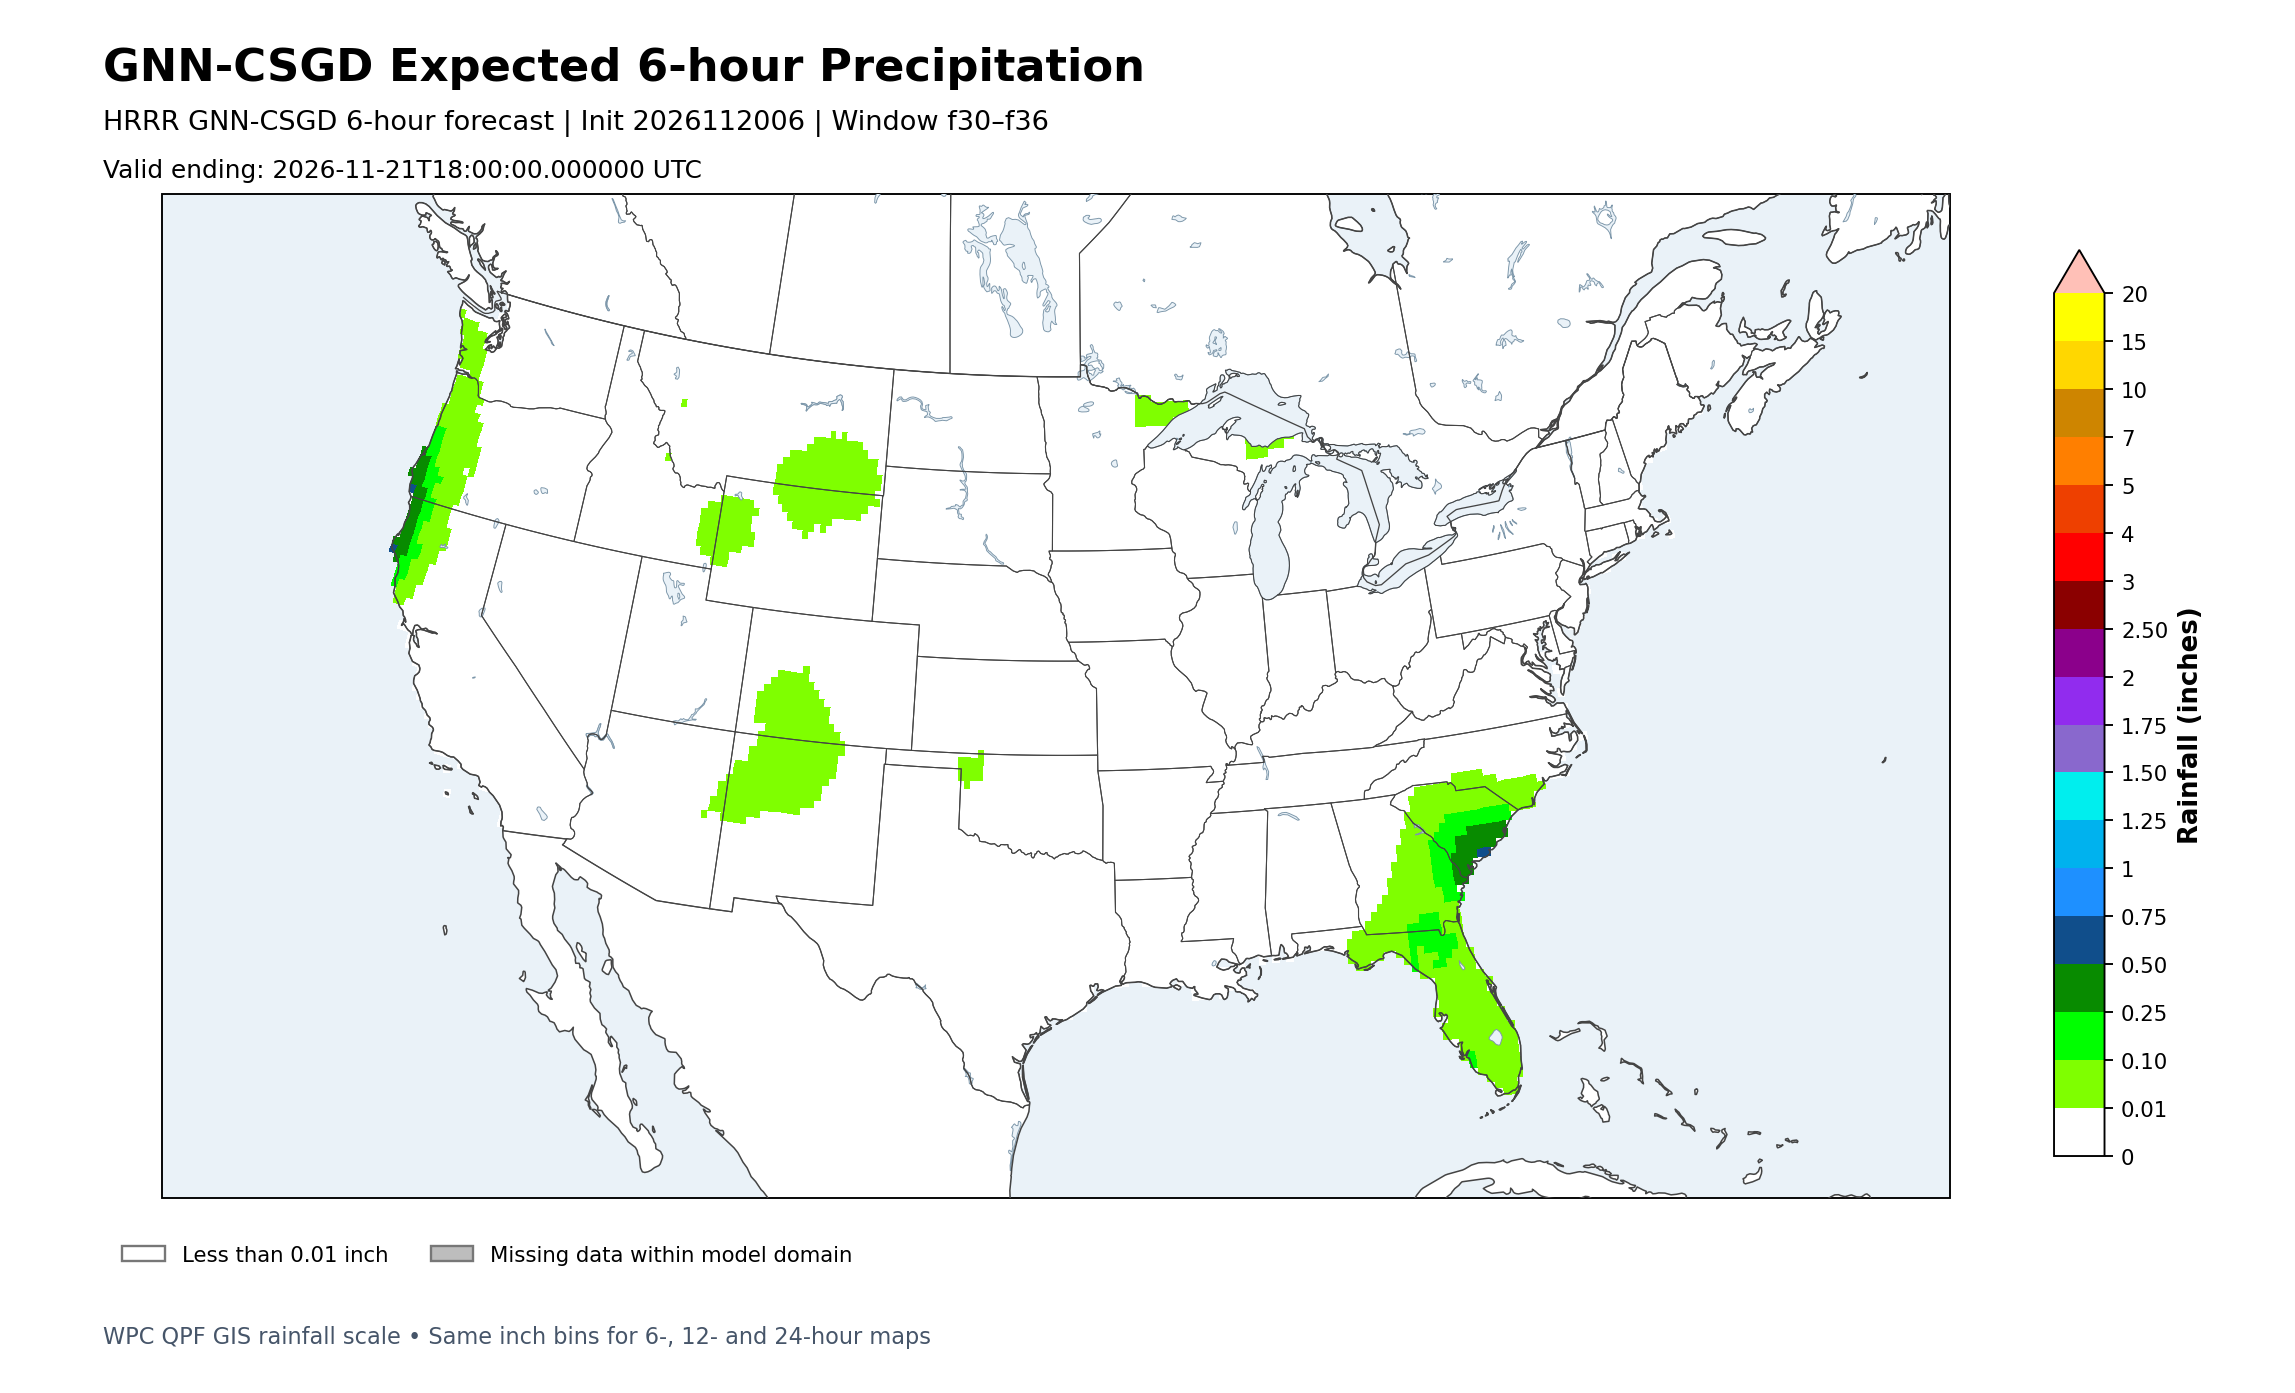 GNN-CSGD Expected 6-hour Precipitation
HRRR GNN-CSGD 6-hour forecast | Init 2026112006 | Window f30–f36
Valid ending: 2026-11-21T18:00:00.000000 UTC
20
15
10
7
5
4
3
2.50
2
1.75
1.50
1.25
1
0.75
0.50
0.25
0.10
0.01
0
Rainfall (inches)
Less than 0.01 inch
Missing data within model domain
WPC QPF GIS rainfall scale • Same inch bins for 6-, 12- and 24-hour maps